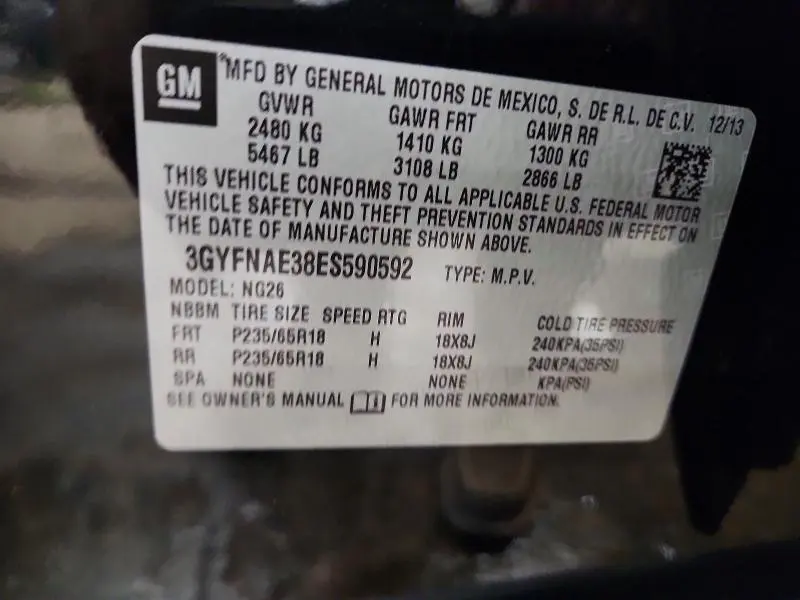 GM
*MFD BY GENERAL MOTORS DE MEXICO, S. DE R.L. DE C.V. 12/13
GVWR GAWR FRT GAWR RR
2480 KG 1410 KG 1300 KG
5467 LB 3108 LB 2866 LB
THIS VEHICLE CONFORMS TO ALL APPLICABLE U.S. FEDERAL MOTOR
VEHICLE SAFETY AND THEFT PREVENTION STANDARDS IN EFFECT ON
THE DATE OF MANUFACTURE SHOWN ABOVE.
3GYFNAE38ES590592 TYPE: M.P.V.
MODEL: NG26
NBBM TIRE SIZE SPEED RTG RIM COLD TIRE PRESSURE
FRT P235/65R18 H 18X8J 240KPA(35PSI)
RR P235/65R18 H 18X8J 240KPA(35PSI)
SPA NONE NONE KPA(PSI)
SEE OWNER'S MANUAL FOR MORE INFORMATION.